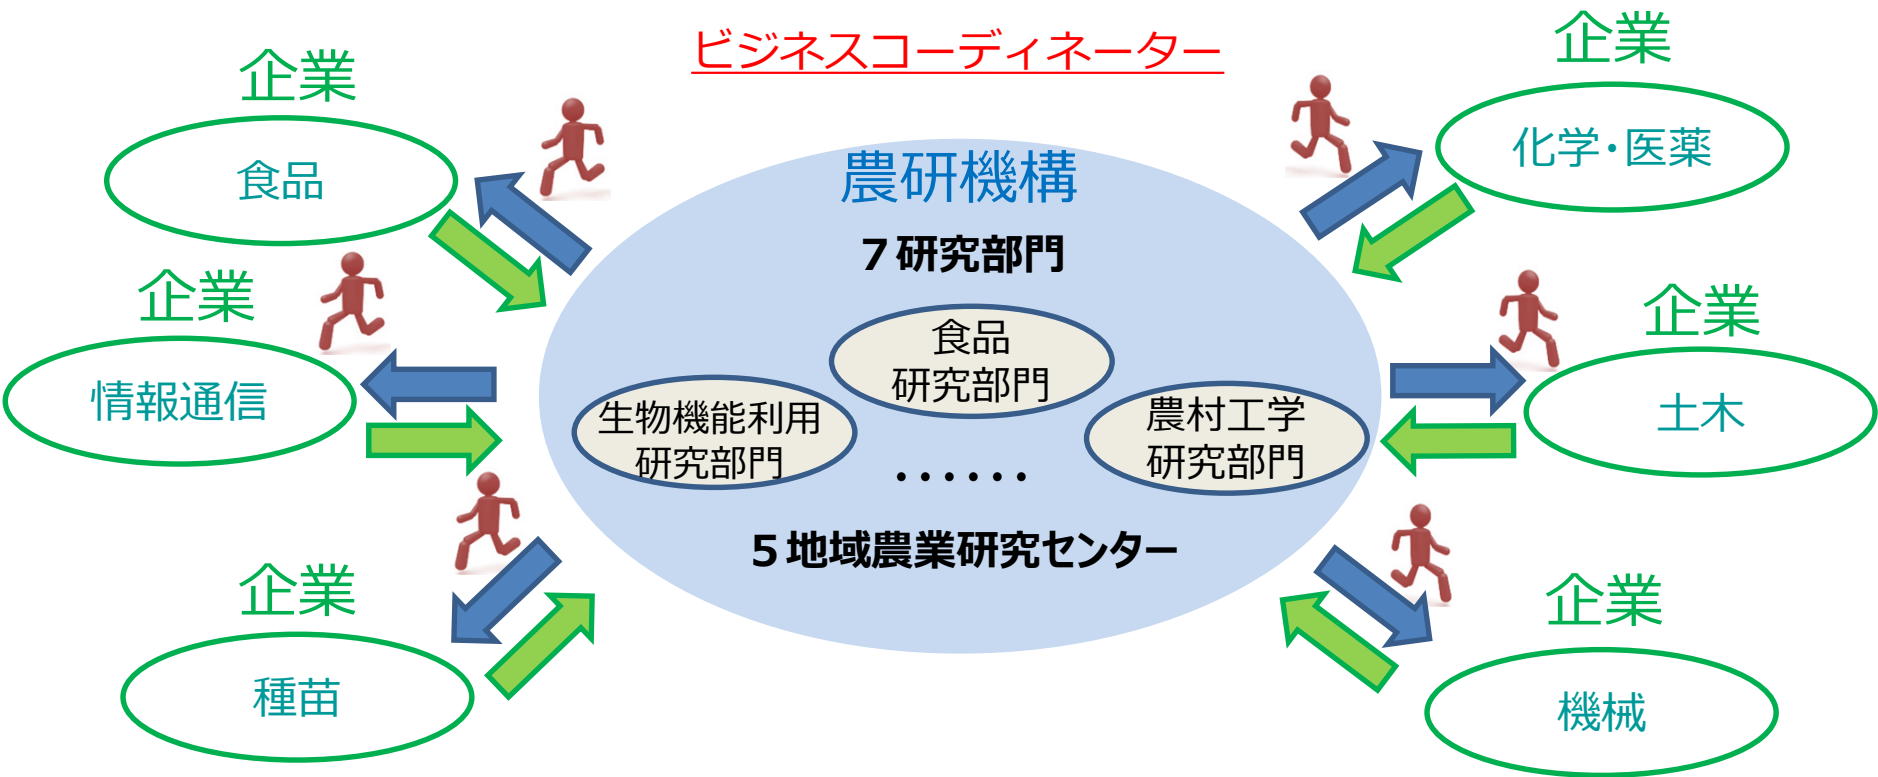 ビジネスコーディネーター
企業
食品
企業
情報通信
企業
種苗
農研機構
７研究部門
食品
研究部門
生物機能利用
研究部門
農村工学
研究部門
・・・・・・
５地域農業研究センター
企業
化学・医薬
企業
土木
企業
機械